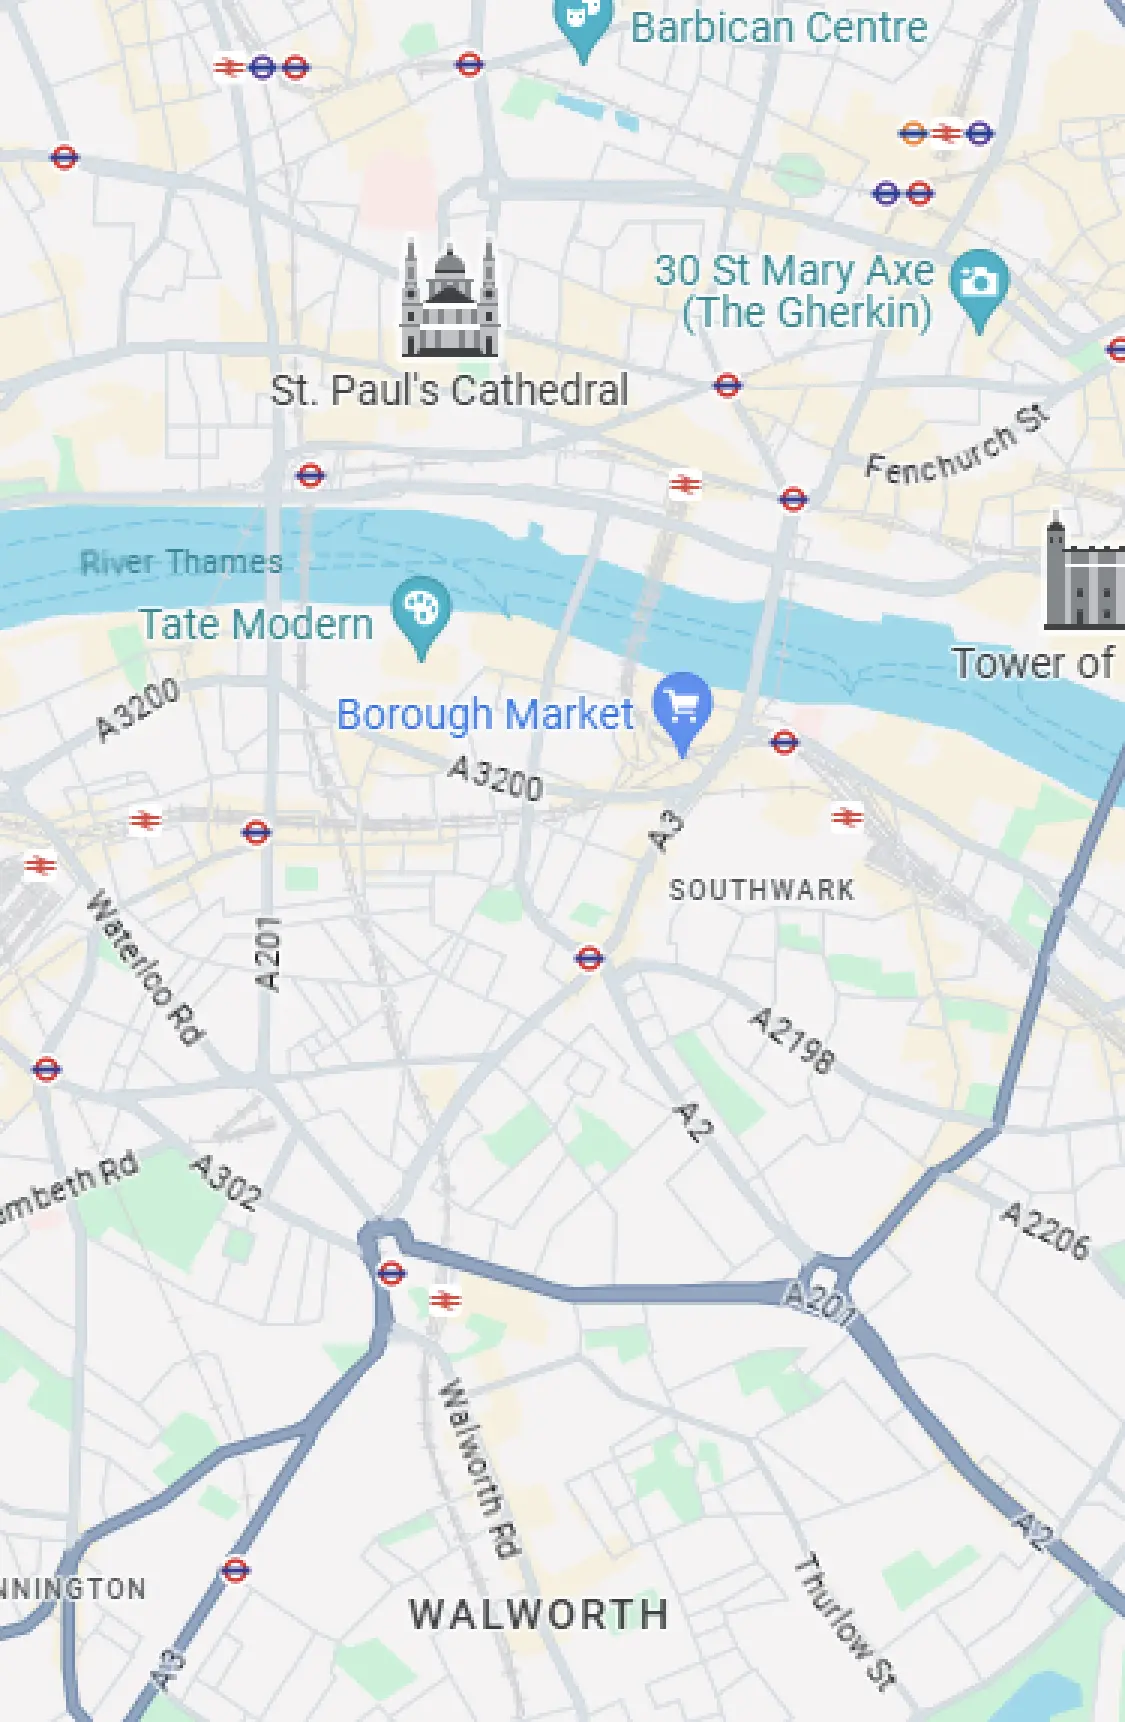 Barbican Centre
30 St Mary Axe
(The Gherkin)
St. Paul's Cathedral
Fenchurch St
River Thames
Tate Modern
Tower of
A3200
Borough Market
A3200
A3
SOUTHWARK
Waterloo Rd
A201
A2198
A2
ambeth Rd
A302
A2206
A201
Walworth Rd
A2
NNINGTON
WALWORTH
Thurlow St
A3